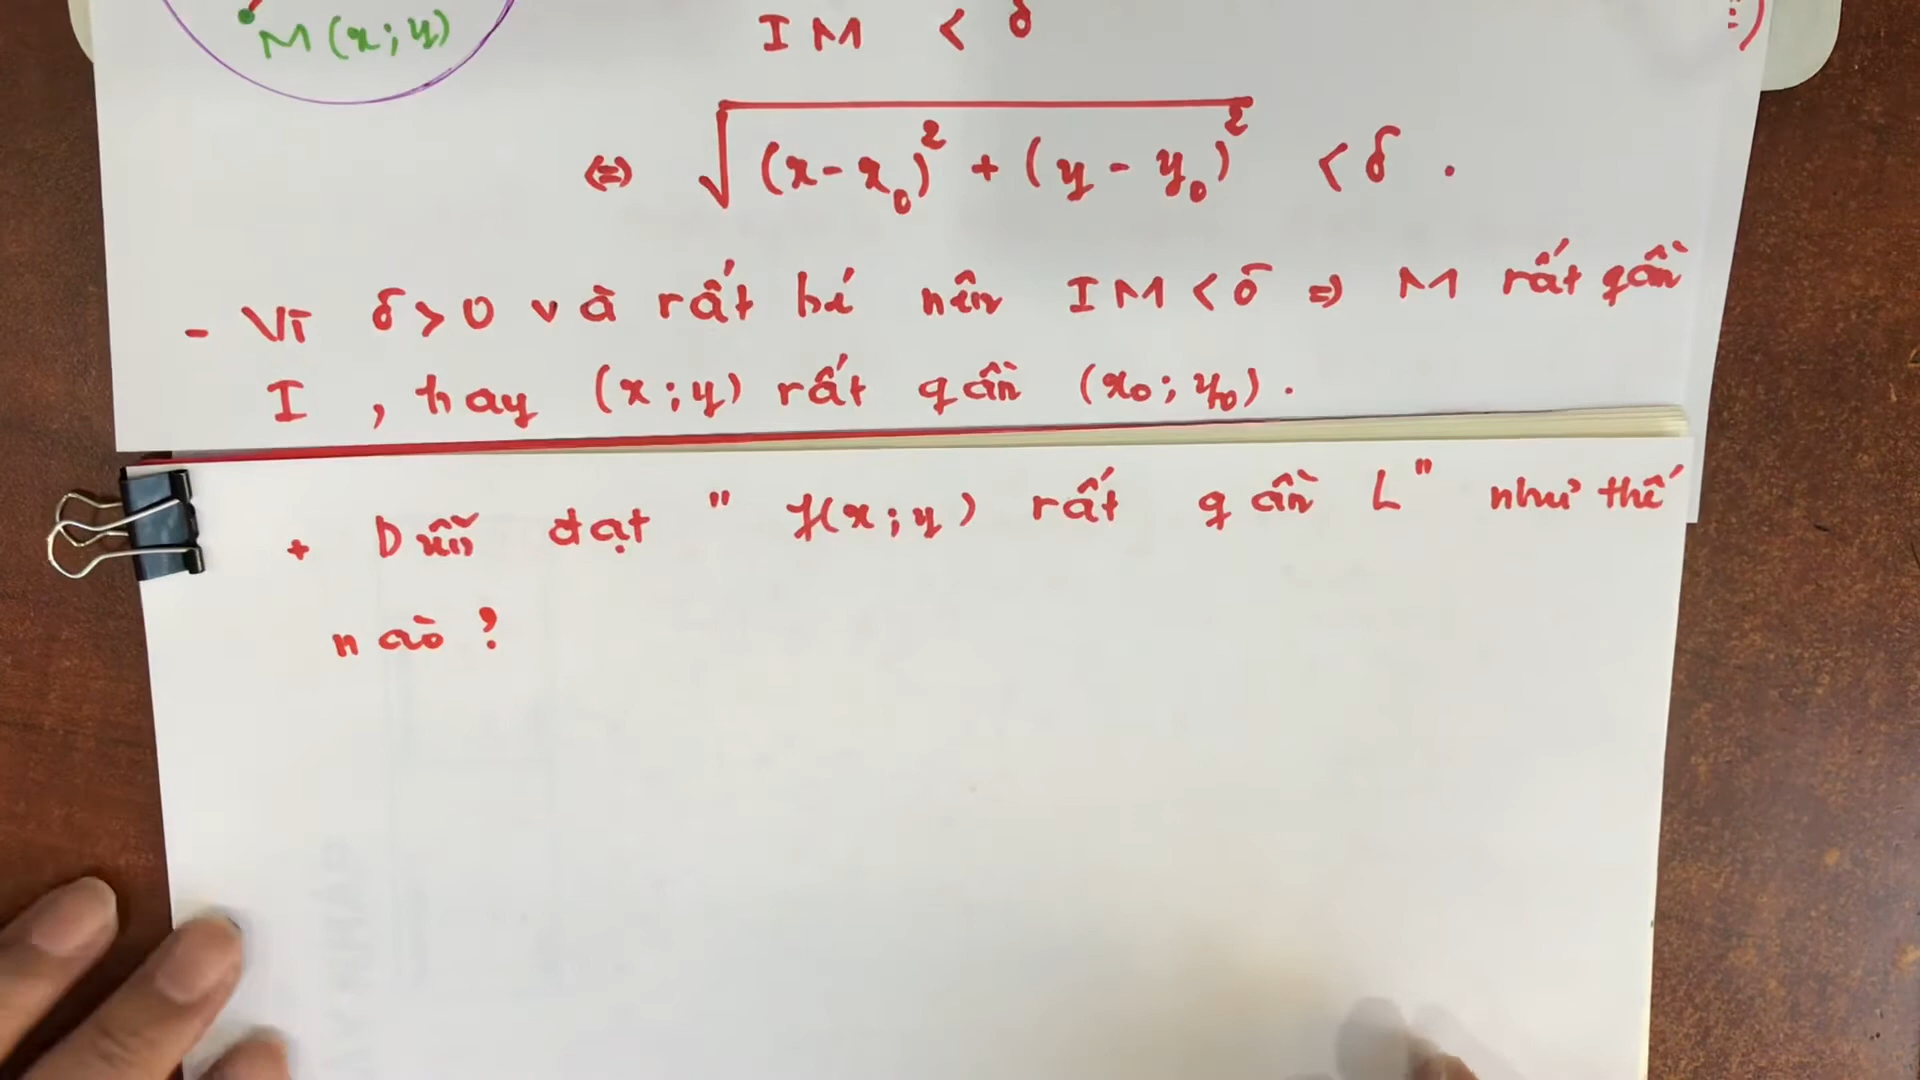 M(x;y)
IM < δ
⇔ √((x-x₀)² + (y-y₀)²) < δ.
- Vì δ>0 và rất bé nên IM<δ ⇒ M rất gần
I, hay (x;y) rất gần (x₀;y₀).
+ Diễn đạt "f(x;y) rất gần L" như thế
nào?